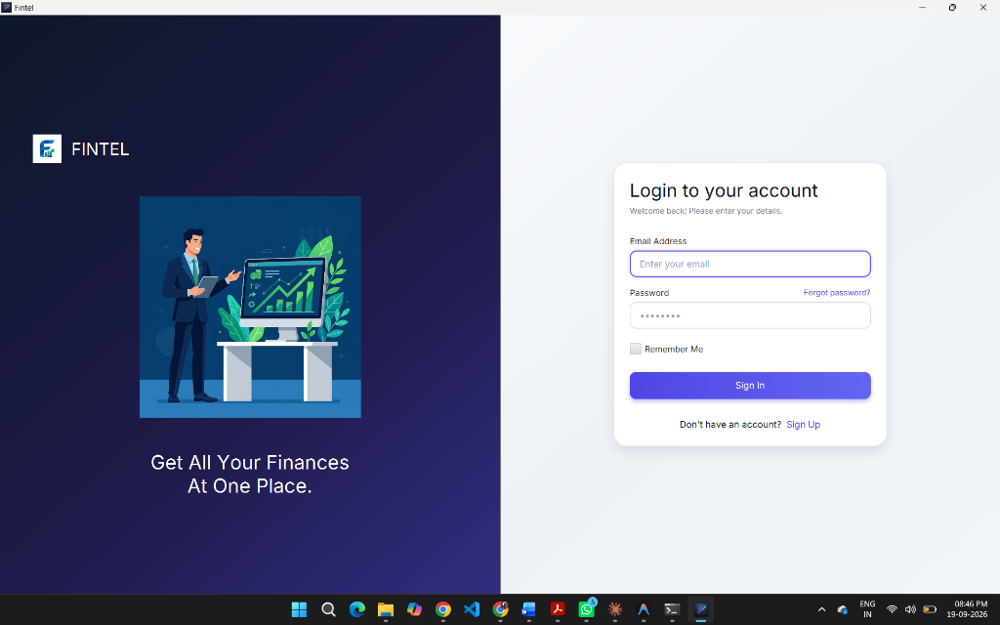 Fintel
FINTEL
Get All Your Finances
At One Place.
Login to your account
Welcome back! Please enter your details.
Email Address
Enter your email
Password
Forgot password?
Remember Me
Sign In
Don't have an account? Sign Up
5
ENG
IN
08:46 PM
19-09-2026